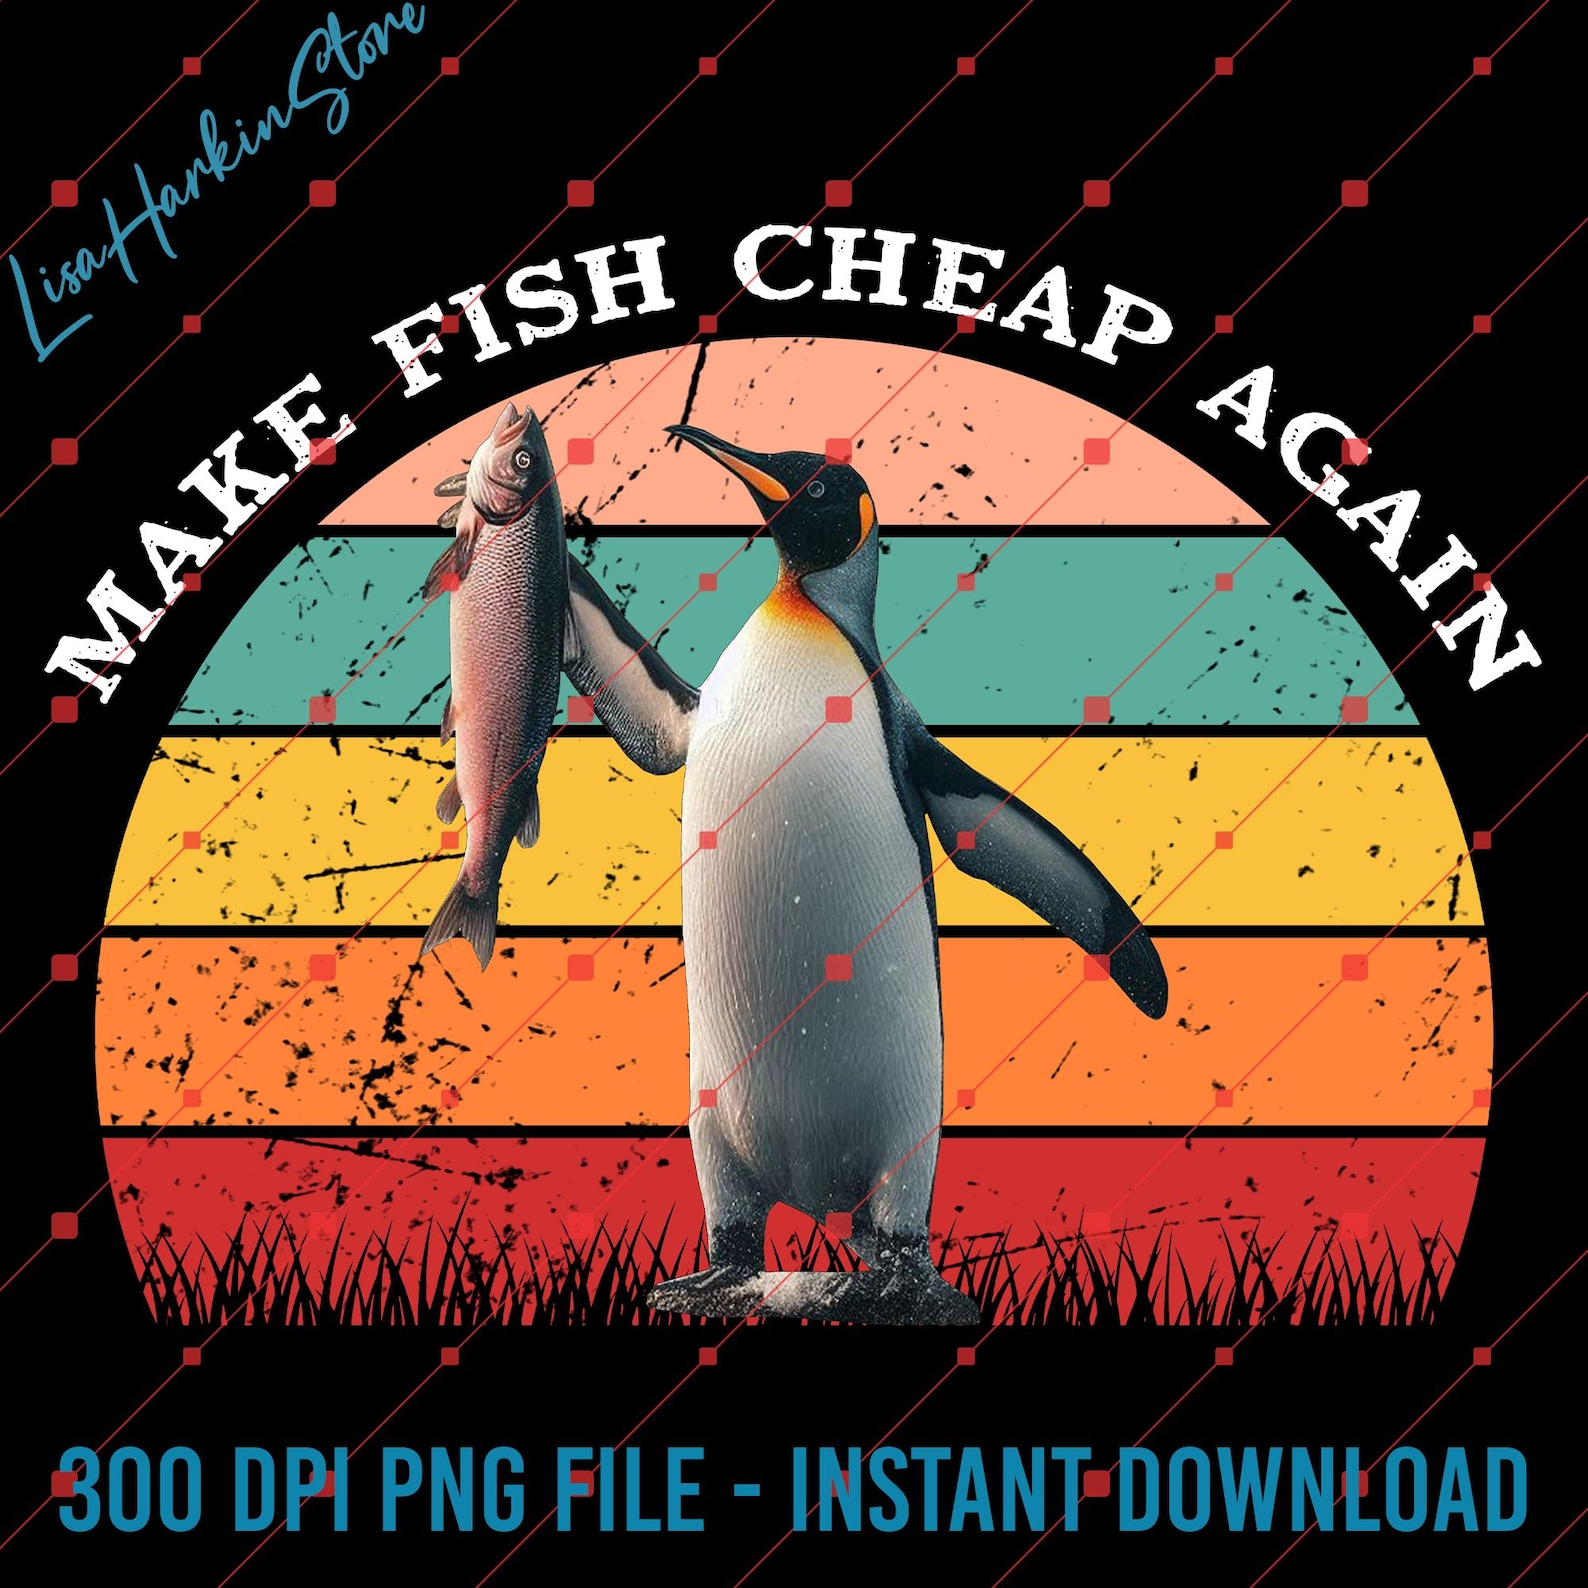 LisaHarkinStore
MAKE FISH CHEAP AGAIN
300 DPI PNG FILE - INSTANT DOWNLOAD